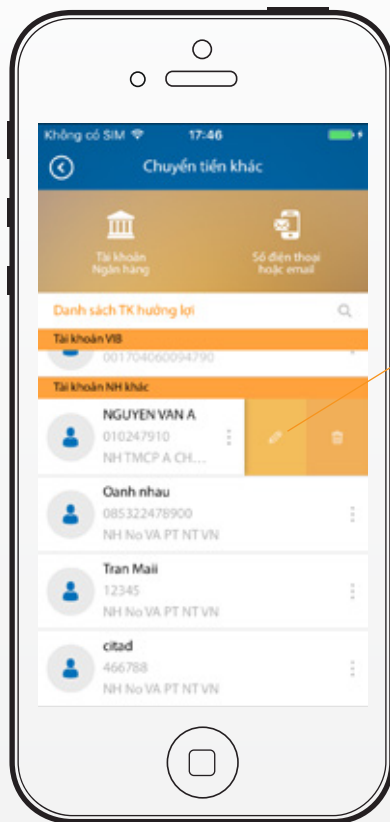 Không có SIM 17:46
Chuyển tiền khác
Tài khoản
Ngân hàng
Số điện thoại
hoặc email
Danh sách TK hưởng lợi
Tài khoản VIB
001704060094790
Tài khoản NH khác
NGUYEN VAN A
010247910
NH TMCP A CH...
Oanh nhau
085322478900
NH No VA PT NT VN
Tran Maii
12345
NH No VA PT NT VN
citad
466788
NH No VA PT NT VN